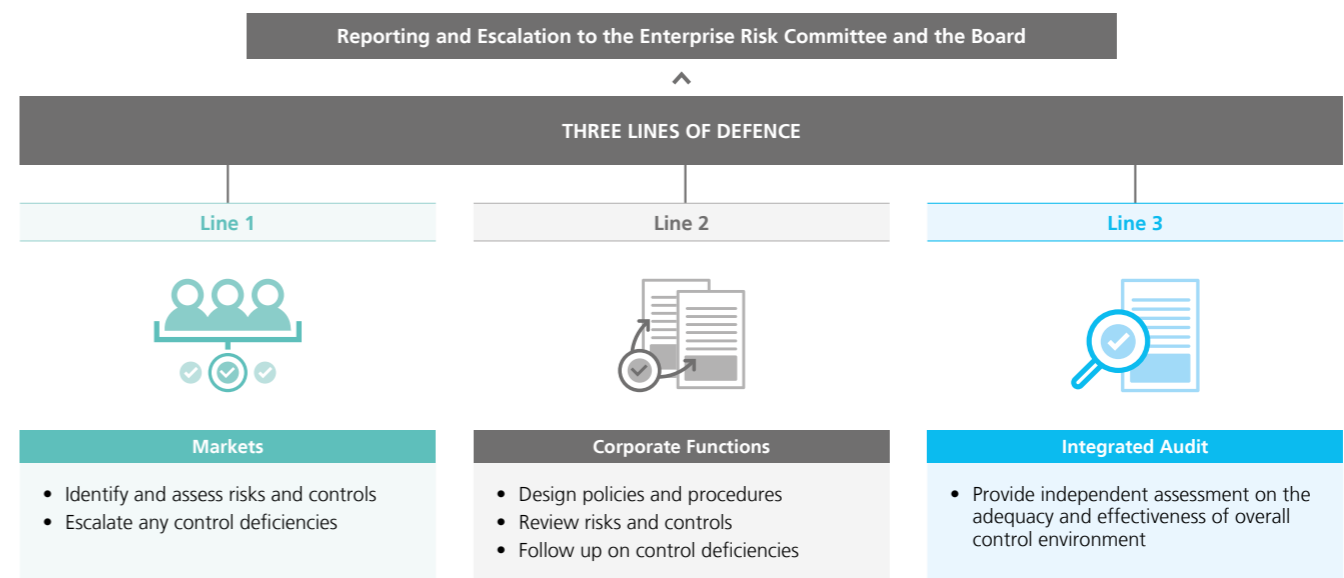 Reporting and Escalation to the Enterprise Risk Committee and the Board
THREE LINES OF DEFENCE
Line 1
Line 2
Line 3
Markets
• Identify and assess risks and controls
• Escalate any control deficiencies
Corporate Functions
• Design policies and procedures
• Review risks and controls
• Follow up on control deficiencies
Integrated Audit
• Provide independent assessment on the
adequacy and effectiveness of overall
control environment